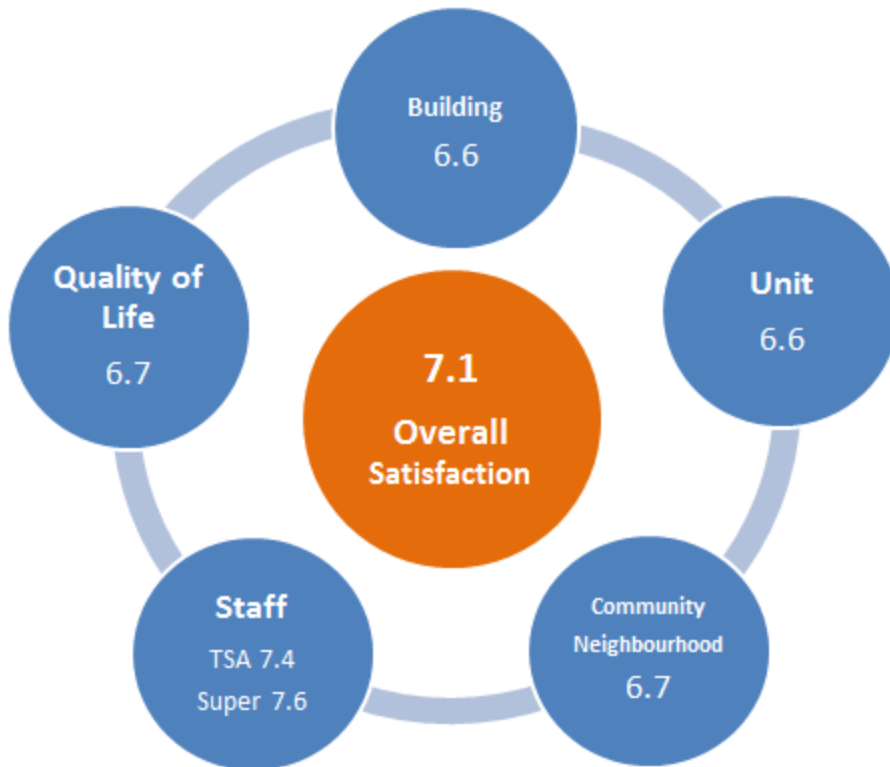 Building
6.6
Unit
6.6
Community
Neighbourhood
6.7
Staff
TSA 7.4
Super 7.6
Quality of
Life
6.7
7.1
Overall
Satisfaction